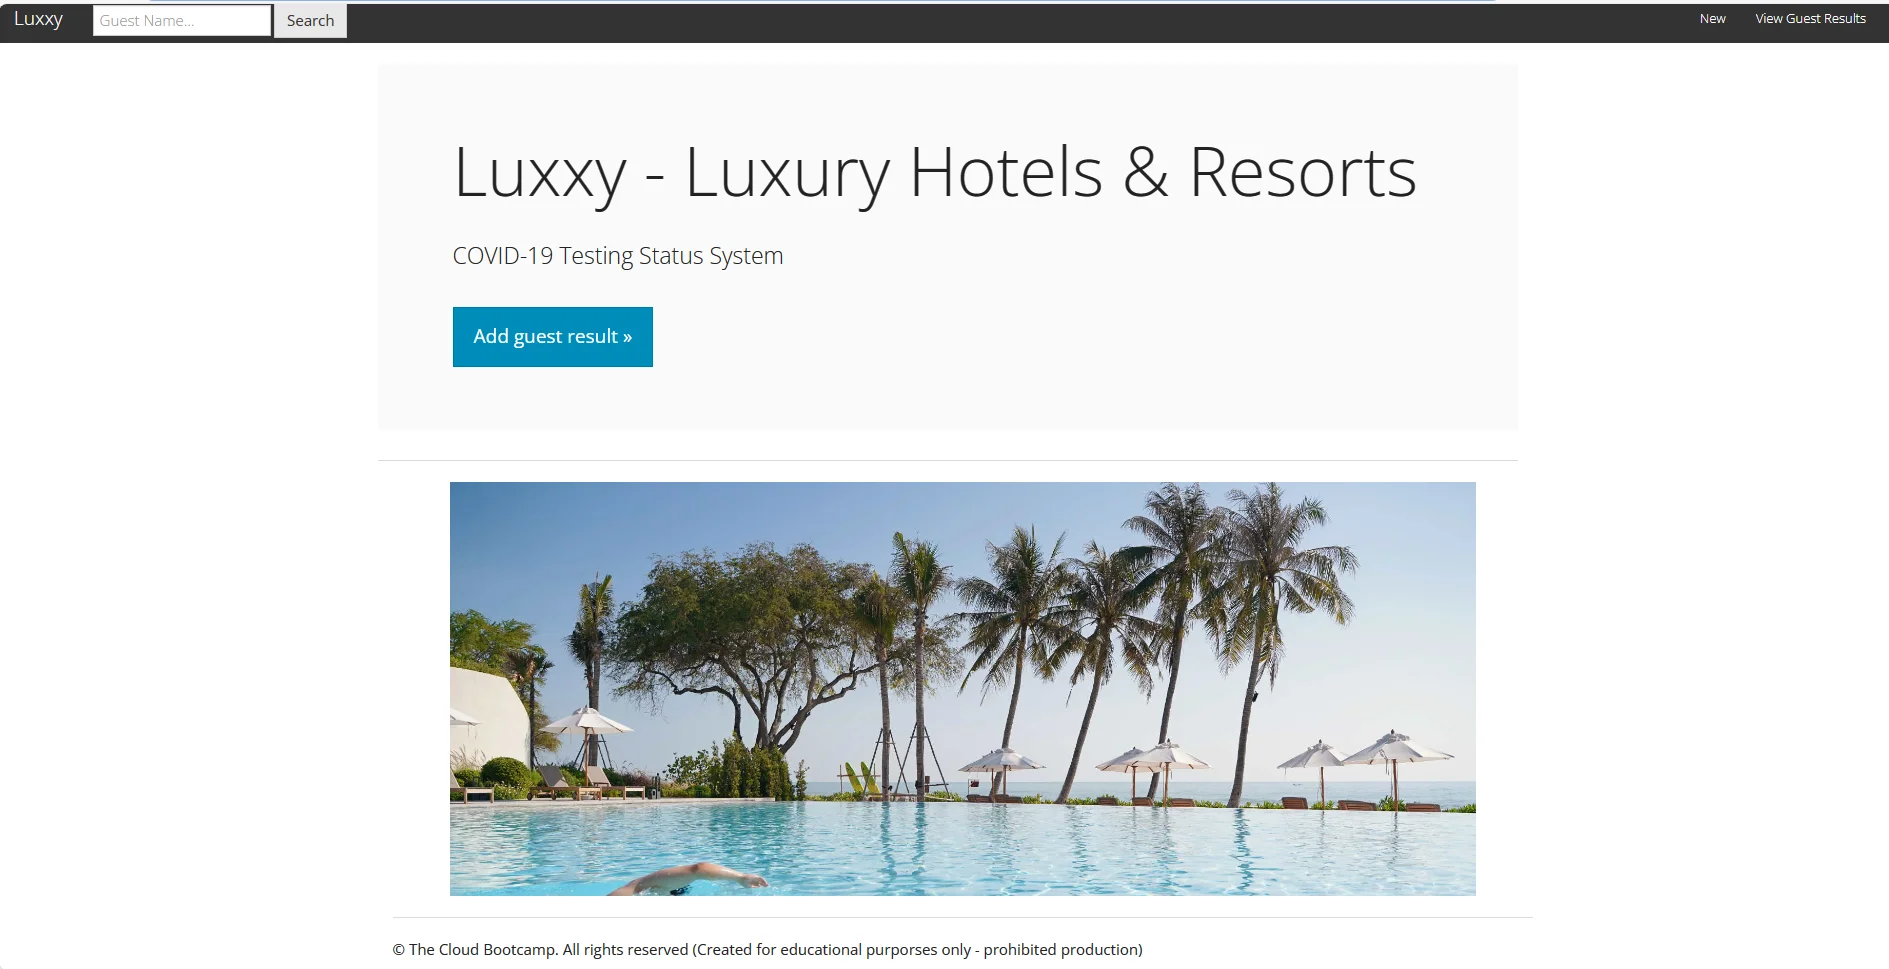 Luxxy Guest Name... Search New View Guest Results
Luxxy - Luxury Hotels & Resorts
COVID-19 Testing Status System
Add guest result »
© The Cloud Bootcamp. All rights reserved (Created for educational purporses only - prohibited production)